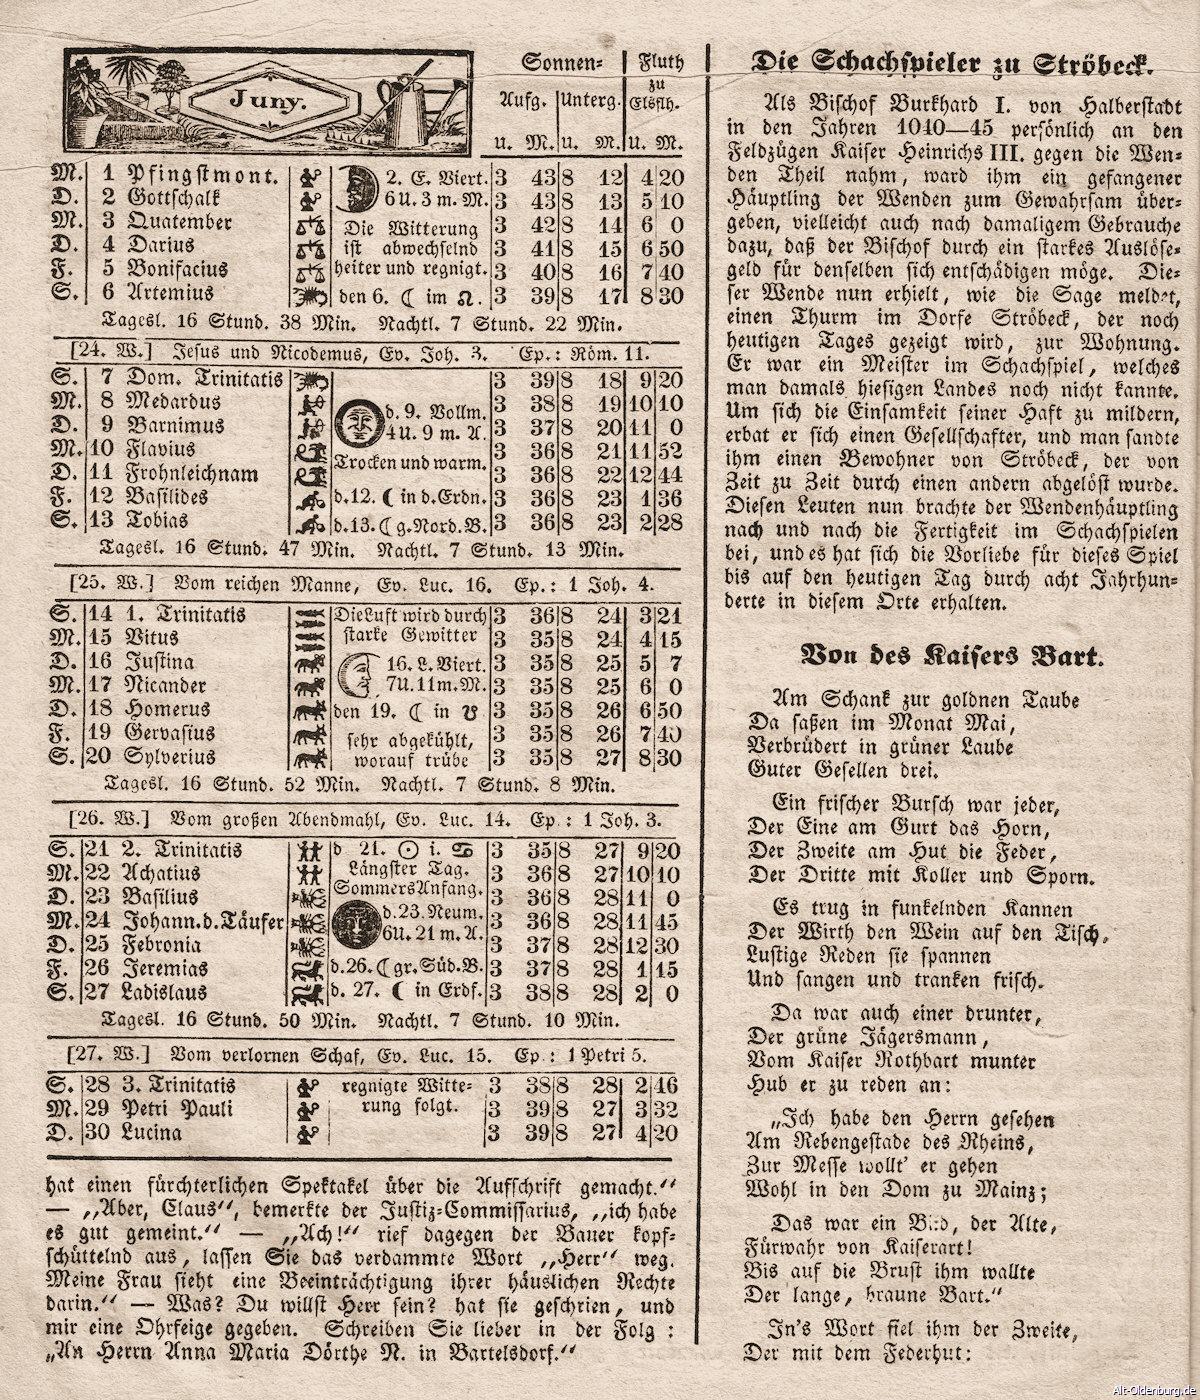 Juny.
Sonnen=
Fluth
zu
Elsflh.
Aufg. Unterg.
u. M. u. M. u. M.
M. 1 Pfingstmont. 3 43 8 12 4 20
D. 2 Gottschalk 3 43 8 13 5 10
M. 3 Quatember 3 42 8 14 6 0
D. 4 Darius 3 41 8 15 6 50
F. 5 Bonifacius 3 40 8 16 7 40
S. 6 Artemius 3 39 8 17 8 30
2. E. Viert.
6 U. 3 m. M.
Die Witterung
ist abwechselnd
heiter und regnigt.
den 6. ☾ im ♌.
Tagesl. 16 Stund. 38 Min. Nachtl. 7 Stund. 22 Min.
[24. W.] Jesus und Nicodemus, Ev. Joh. 3. Ep.: Röm. 11.
S. 7 Dom. Trinitatis 3 39 8 18 9 20
M. 8 Medardus 3 38 8 19 10 10
D. 9 Barnimus 3 37 8 20 11 0
M. 10 Flavius 3 36 8 21 11 52
D. 11 Frohnleichnam 3 36 8 22 12 44
F. 12 Basilides 3 36 8 23 1 36
S. 13 Tobias 3 36 8 23 2 28
d. 9. Vollm.
4 U. 9 m. A.
Trocken und warm.
d. 12. ☾ in d. Erdn.
d. 13. ☾ g. Nord. B.
Tagesl. 16 Stund. 47 Min. Nachtl. 7 Stund. 13 Min.
[25. W.] Vom reichen Manne, Ev. Luc. 16. Ep.: 1 Joh. 4.
S. 14 1. Trinitatis 3 36 8 24 3 21
M. 15 Vitus 3 35 8 24 4 15
D. 16 Justina 3 35 8 25 5 7
M. 17 Nicander 3 35 8 25 6 0
D. 18 Homerus 3 35 8 26 6 50
F. 19 Gervasius 3 35 8 26 7 40
S. 20 Sylverius 3 35 8 27 8 30
Die Luft wird durch
starke Gewitter
16. L. Viert.
7 U. 11 m. M.
den 19. ☾ in ☋
sehr abgekühlt,
worauf trübe
Tagesl. 16 Stund. 52 Min. Nachtl. 7 Stund. 8 Min.
[26. W.] Vom großen Abendmahl, Ev. Luc. 14. Ep.: 1 Joh. 3.
S. 21 2. Trinitatis 3 35 8 27 9 20
M. 22 Achatius 3 36 8 27 10 10
D. 23 Basilius 3 36 8 28 11 0
M. 24 Johann. d. Täufer 3 36 8 28 11 45
D. 25 Febronia 3 37 8 28 12 30
F. 26 Jeremias 3 37 8 28 1 15
S. 27 Ladislaus 3 38 8 28 2 0
d 21. ☉ i. ♋
Längster Tag.
Sommers Anfang.
d. 23. Neum.
6 U. 21 m. A.
d. 26. ☾ gr. Süd. B.
d. 27. ☾ in Erdf.
Tagesl. 16 Stund. 50 Min. Nachtl. 7 Stund. 10 Min.
[27. W.] Vom verlornen Schaf, Ev. Luc. 15. Ep.: 1 Petri 5.
S. 28 3. Trinitatis 3 38 8 28 2 46
M. 29 Petri Pauli 3 39 8 27 3 32
D. 30 Lucina 3 39 8 27 4 20
regnigte Witte=
rung folgt.
hat einen fürchterlichen Spektakel über die Aufschrift gemacht.“
— „Aber, Claus“, bemerkte der Justiz=Commissarius, „ich habe
es gut gemeint.“ — „Ach!“ rief dagegen der Bauer kopf=
schüttelnd aus, lassen Sie das verdammte Wort „Herr“ weg.
Meine Frau sieht eine Beeinträchtigung ihrer häuslichen Rechte
darin.“ — Was? Du willst Herr sein? hat sie geschrien, und
mir eine Ohrfeige gegeben. Schreiben Sie lieber in der Folg :
„An Herrn Anna Maria Dörthe N. in Bartelsdorf.“
Die Schachspieler zu Ströbeck.
Als Bischof Burkhard I. von Halberstadt
in den Jahren 1040—45 persönlich an den
Feldzügen Kaiser Heinrichs III. gegen die Wen=
den Theil nahm, ward ihm ein gefangener
Häuptling der Wenden zum Gewahrsam über=
geben, vielleicht auch nach damaligem Gebrauche
dazu, daß der Bischof durch ein starkes Auslöse=
geld für denselben sich entschädigen möge. Die=
ser Wende nun erhielt, wie die Sage meldet,
einen Thurm im Dorfe Ströbeck, der noch
heutigen Tages gezeigt wird, zur Wohnung.
Er war ein Meister im Schachspiel, welches
man damals hiesigen Landes noch nicht kannte.
Um sich die Einsamkeit seiner Haft zu mildern,
erbat er sich einen Gesellschafter, und man sandte
ihm einen Bewohner von Ströbeck, der von
Zeit zu Zeit durch einen andern abgelöst wurde.
Diesen Leuten nun brachte der Wendenhäuptling
nach und nach die Fertigkeit im Schachspielen
bei, und es hat sich die Vorliebe für dieses Spiel
bis auf den heutigen Tag durch acht Jahrhun=
derte in diesem Orte erhalten.
Von des Kaisers Bart.
Am Schank zur goldnen Taube
Da saßen im Monat Mai,
Verbrüdert in grüner Laube
Guter Gesellen drei.
Ein frischer Bursch war jeder,
Der Eine am Gurt das Horn,
Der Zweite am Hut die Feder,
Der Dritte mit Koller und Sporn.
Es trug in funkelnden Kannen
Der Wirth den Wein auf den Tisch,
Lustige Reden sie spannen
Und sangen und tranken frisch.
Da war auch einer drunter,
Der grüne Jägersmann,
Vom Kaiser Rothbart munter
Hub er zu reden an:
„Ich habe den Herrn gesehen
Am Rebengestade des Rheins,
Zur Messe wollt' er gehen
Wohl in den Dom zu Mainz;
Das war ein Bild, der Alte,
Fürwahr von Kaiserart!
Bis auf die Brust ihm wallte
Der lange, braune Bart.“
In's Wort fiel ihm der Zweite,
Der mit dem Federhut:
Alt-Oldenburg.de